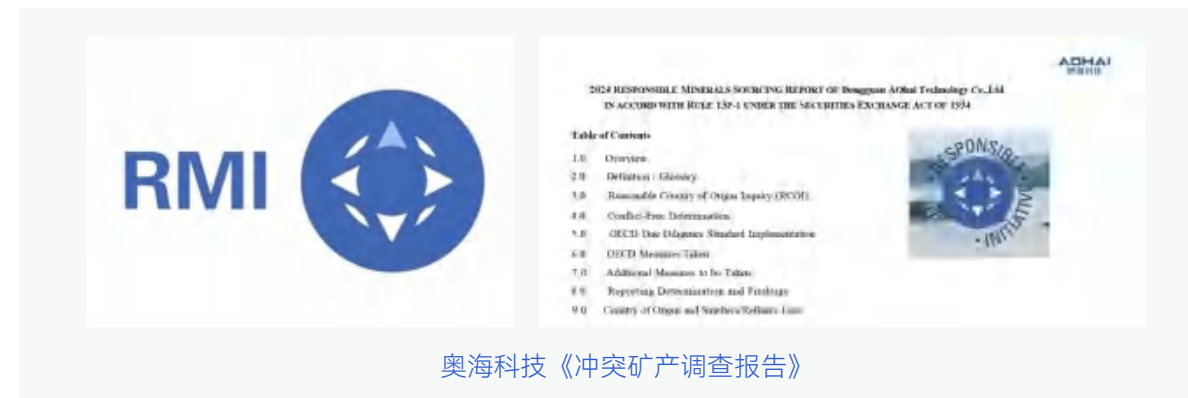 RMI
AOHAI
2024 RESPONSIBLE MINERALS SOURCING REPORT OF Dongguan AOhai Technology Co.,Ltd
IN ACCORD WITH RULE 13P-1 UNDER THE SECURITIES EXCHANGE ACT OF 1934
Table of Contents
1.0 Overview
2.0 Definition / Glossary
3.0 Reasonable Country of Origin Inquiry (RCOI)
4.0 Conflict-Free Determination
5.0 OECD Due Diligence Standard Implementation
6.0 OECD Measures Taken
7.0 Additional Measures to be Taken
8.0 Reporting Determination and Findings
9.0 Country of Origin and Smelters/Refiners Lists
RESPONSIBLE
INITIATIVE
奥海科技《冲突矿产调查报告》